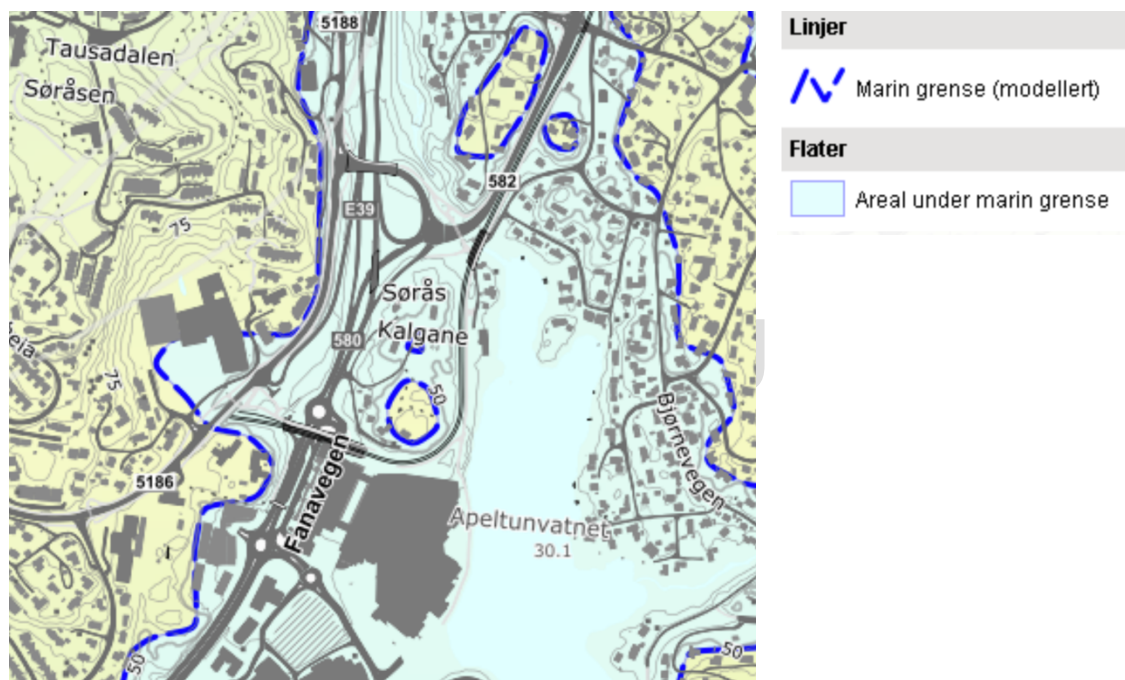 5188
Tausadalen
Søråsen
582
E39
75
Sørås
Kalgane
580
eia
75
50
Bjørnevegen
5186
Fanavegen
Apeltunvatnet
30.1
50
50
Linjer
Marin grense (modellert)
Flater
Areal under marin grense